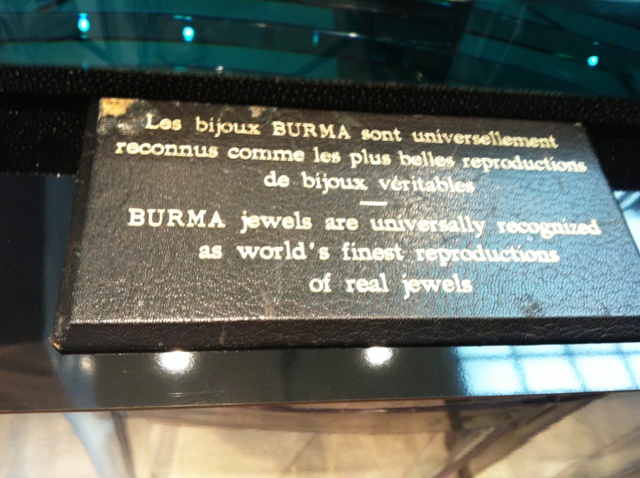 Les bijoux BURMA sont universellement
reconnus comme les plus belles reproductions
de bijoux véritables
BURMA jewels are universally recognized
as world's finest reproductions
of real jewels